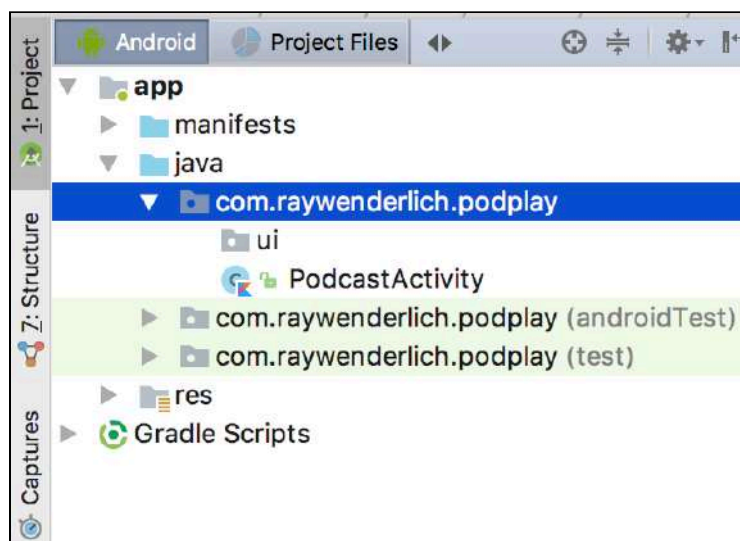 Android Project Files
app
manifests
java
com.raywenderlich.podplay
ui
PodcastActivity
com.raywenderlich.podplay (androidTest)
com.raywenderlich.podplay (test)
res
Gradle Scripts
1: Project
7: Structure
Captures